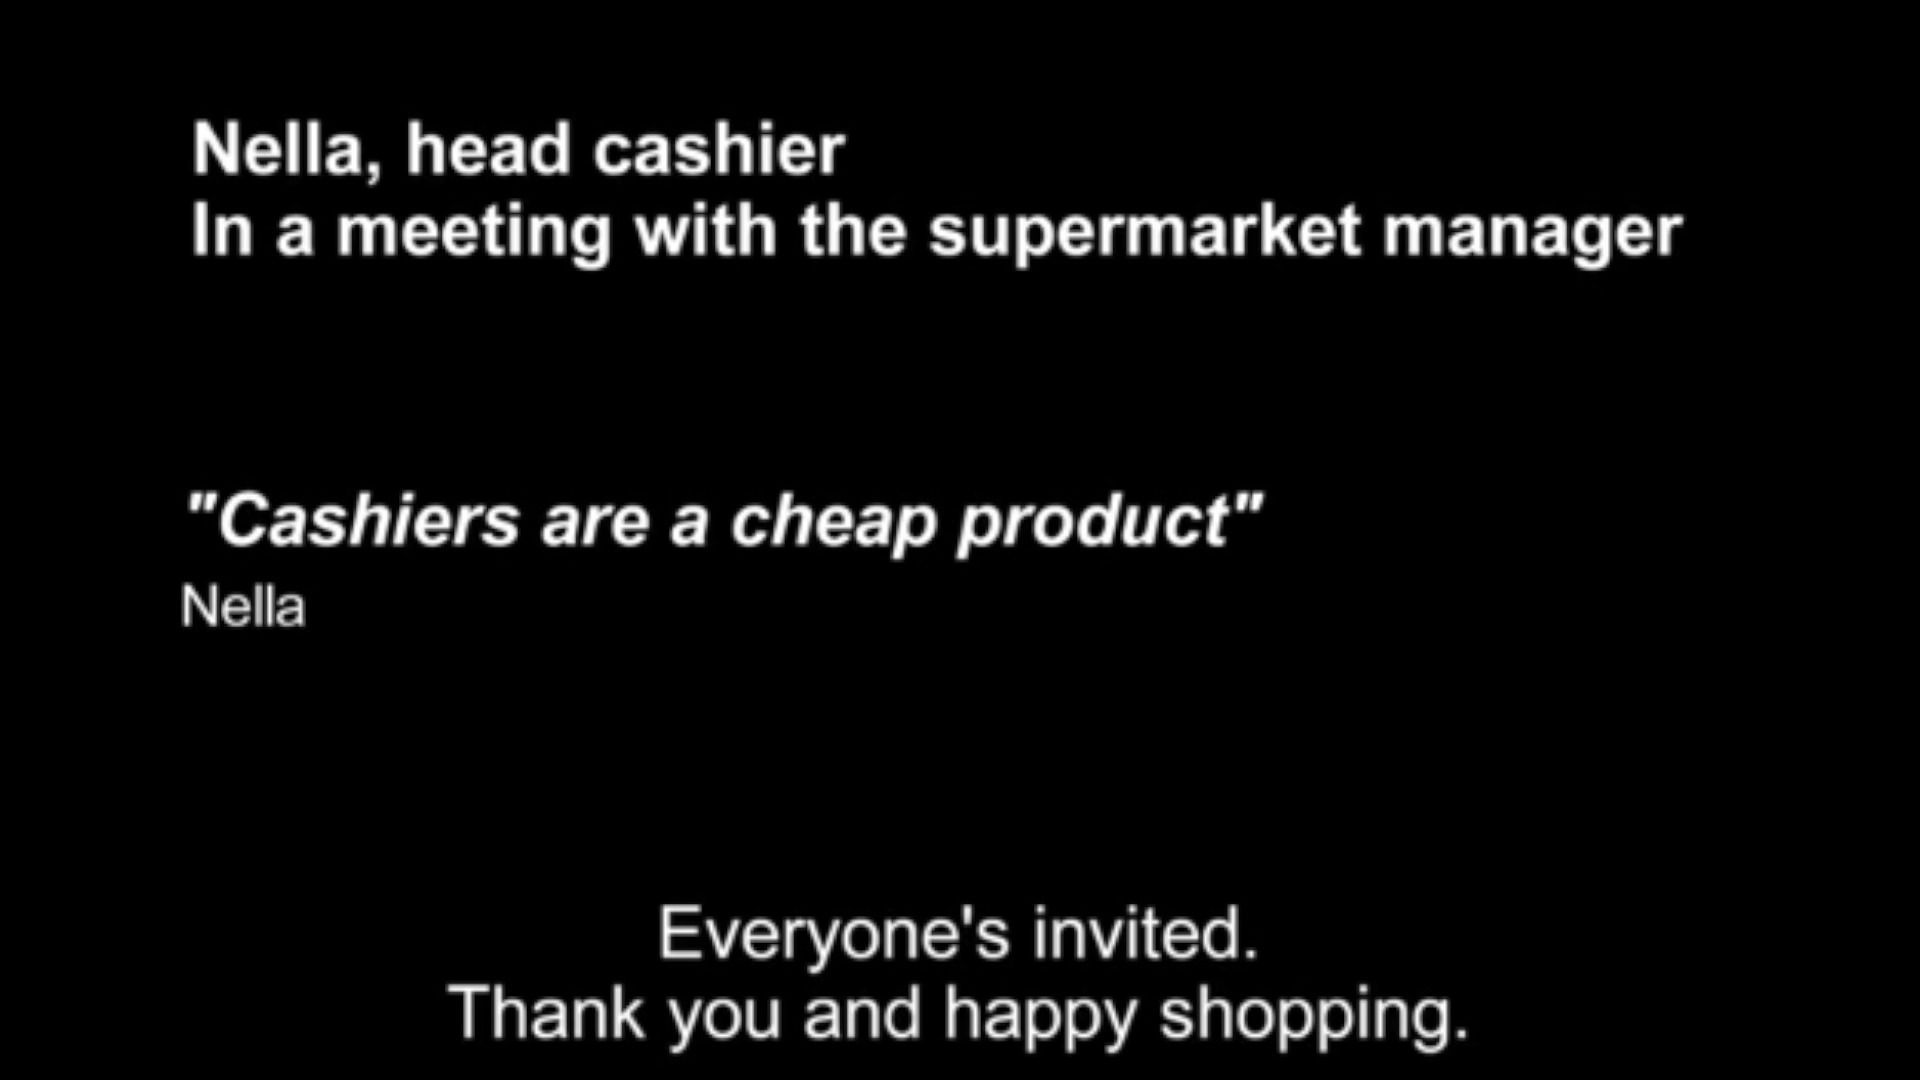 Nella, head cashier
In a meeting with the supermarket manager
"Cashiers are a cheap product"
Nella
Everyone's invited.
Thank you and happy shopping.